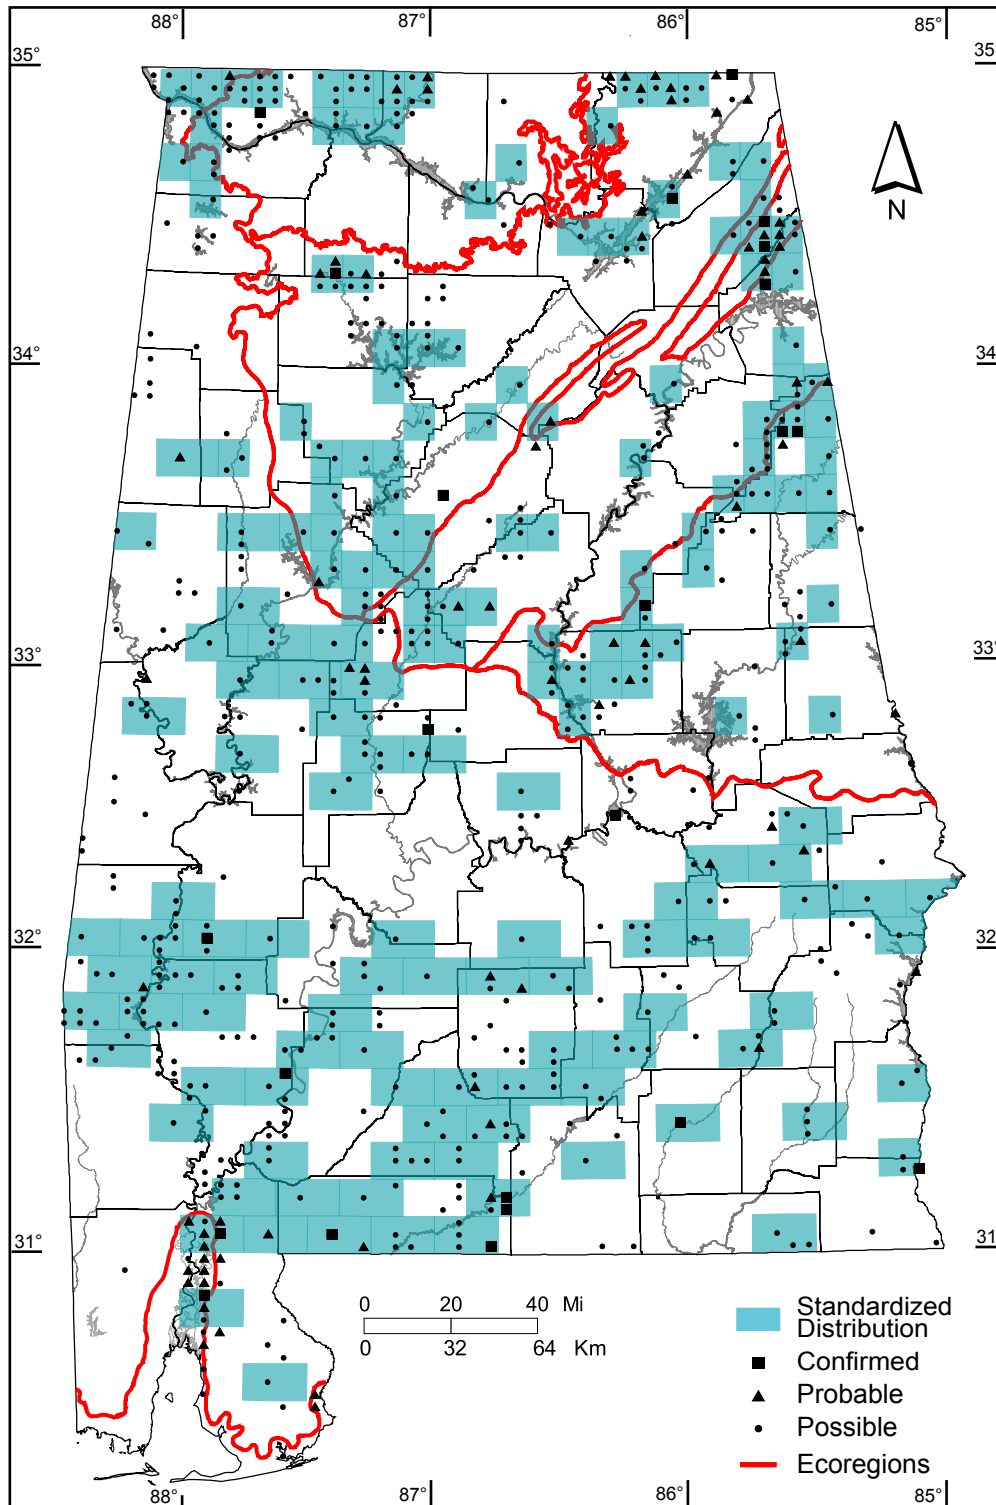 88° 87° 86° 85°
35° 35°
N
34° 34
33° 33°
32° 32
31° 31
0 20 40 Mi
0 32 64 Km
Standardized
Distribution
Confirmed
Probable
Possible
Ecoregions
88° 87° 86° 85°